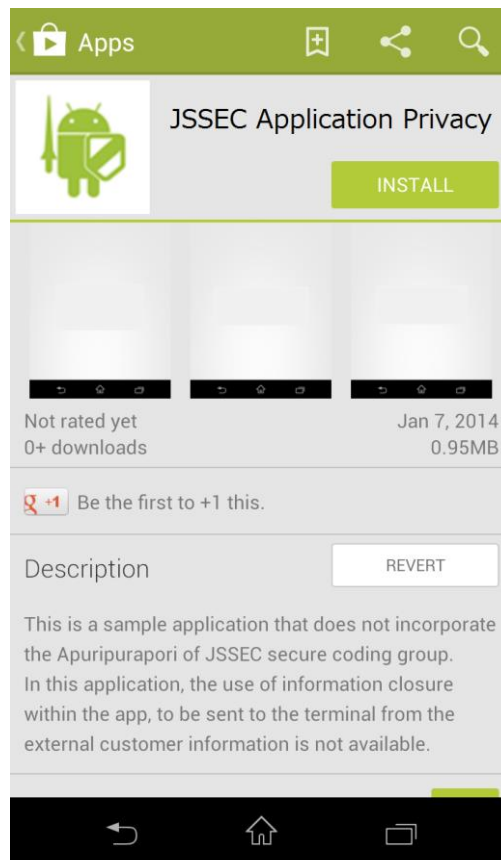 Apps
JSSEC Application Privacy
INSTALL
Not rated yet
Jan 7, 2014
0+ downloads
0.95MB
g +1 Be the first to +1 this.
Description
REVERT
This is a sample application that does not incorporate
the Apuripurapori of JSSEC secure coding group.
In this application, the use of information closure
within the app, to be sent to the terminal from the
external customer information is not available.